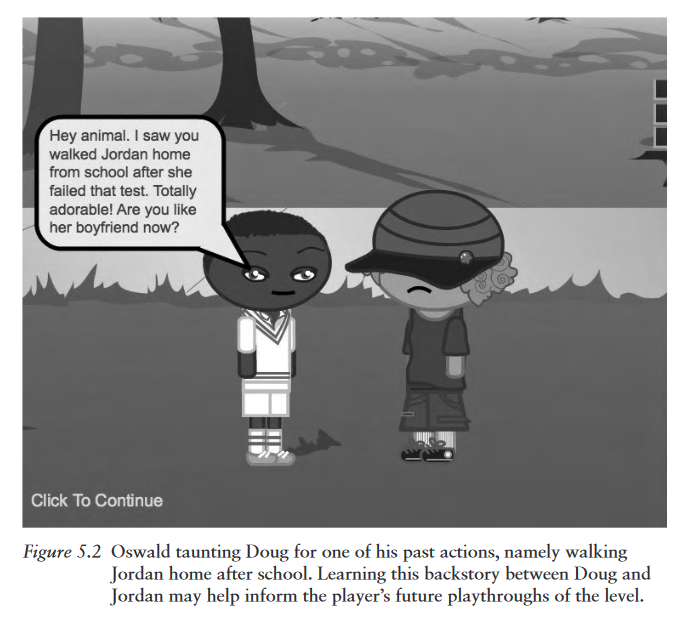 Hey animal. I saw you
walked Jordan home
from school after she
failed that test. Totally
adorable! Are you like
her boyfriend now?
Click To Continue
Figure 5.2 Oswald taunting Doug for one of his past actions, namely walking
Jordan home after school. Learning this backstory between Doug and
Jordan may help inform the player’s future playthroughs of the level.